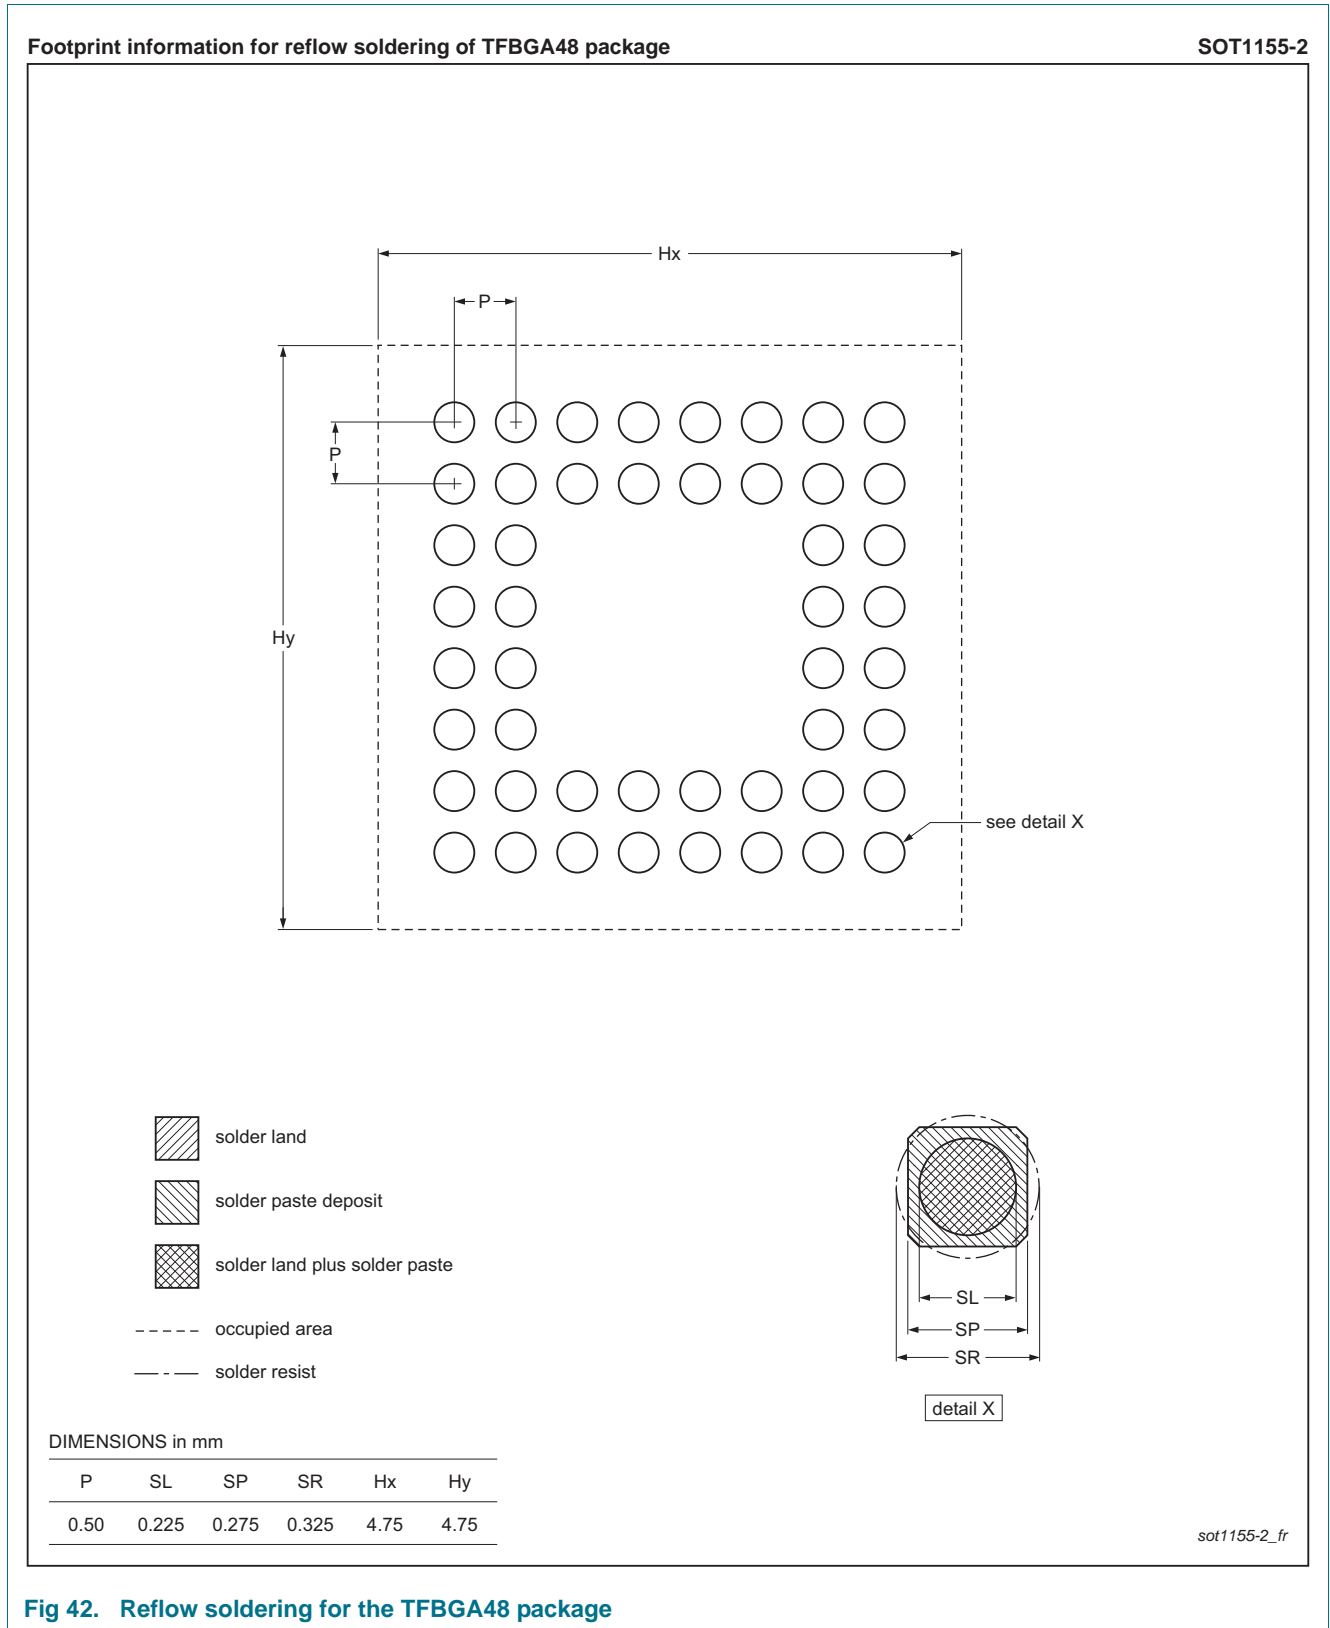 Footprint information for reflow soldering of TFBGA48 package SOT1155-2
Hx
P
P
Hy
see detail X
solder land
solder paste deposit
solder land plus solder paste
occupied area
solder resist
SL
SP
SR
detail X
DIMENSIONS in mm
P SL SP SR Hx Hy
0.50 0.225 0.275 0.325 4.75 4.75
sot1155-2_fr
Fig 42. Reflow soldering for the TFBGA48 package